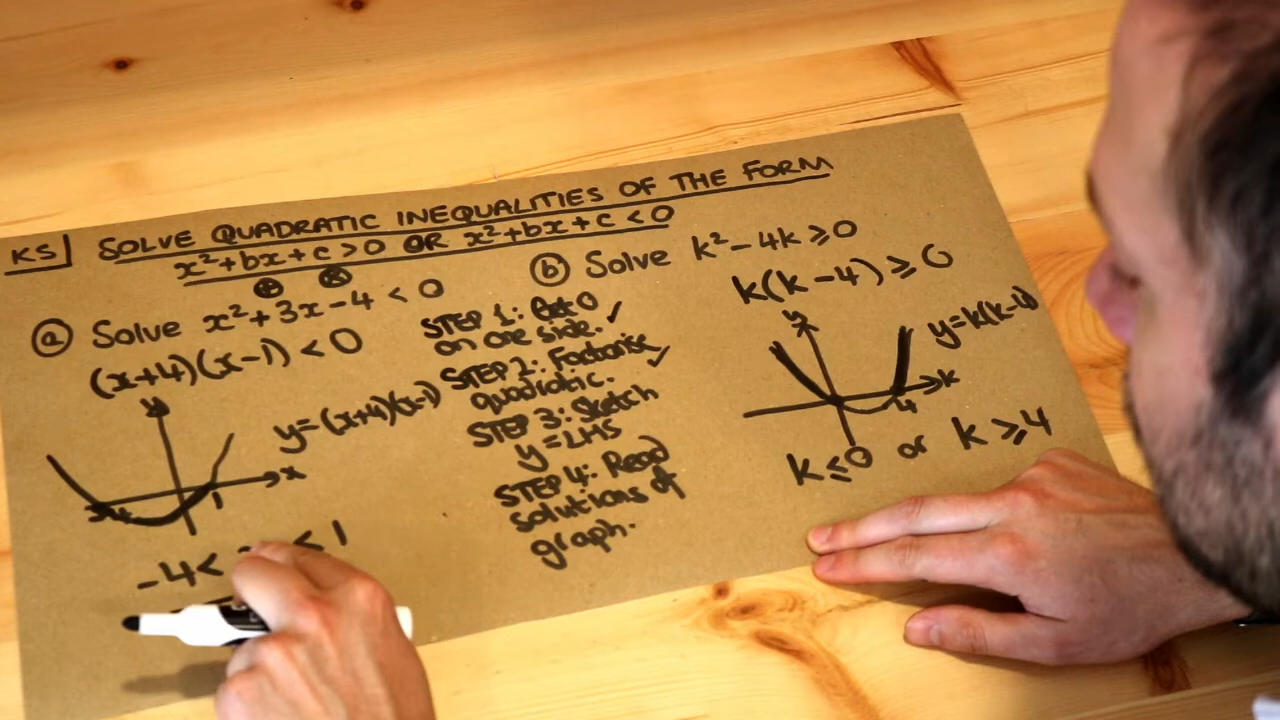 K5 SOLVE QUADRATIC INEQUALITIES OF THE FORM
x²+bx+c>0 OR x²+bx+c<0
ⓐ Solve x²+3x-4<0
(x+4)(x-1)<0
y
y=(x+4)(x-1)
x
-4
1
-4< <1
STEP 1: Get 0
on one side. ✓
STEP 2: Factorise ✓
quadratic.
STEP 3: Sketch
y=LHS
STEP 4: Read
solutions of
graph.
ⓑ Solve k²-4k≥0
k(k-4)≥0
y
y=k(k-4)
k
4
k≤0 or k≥4